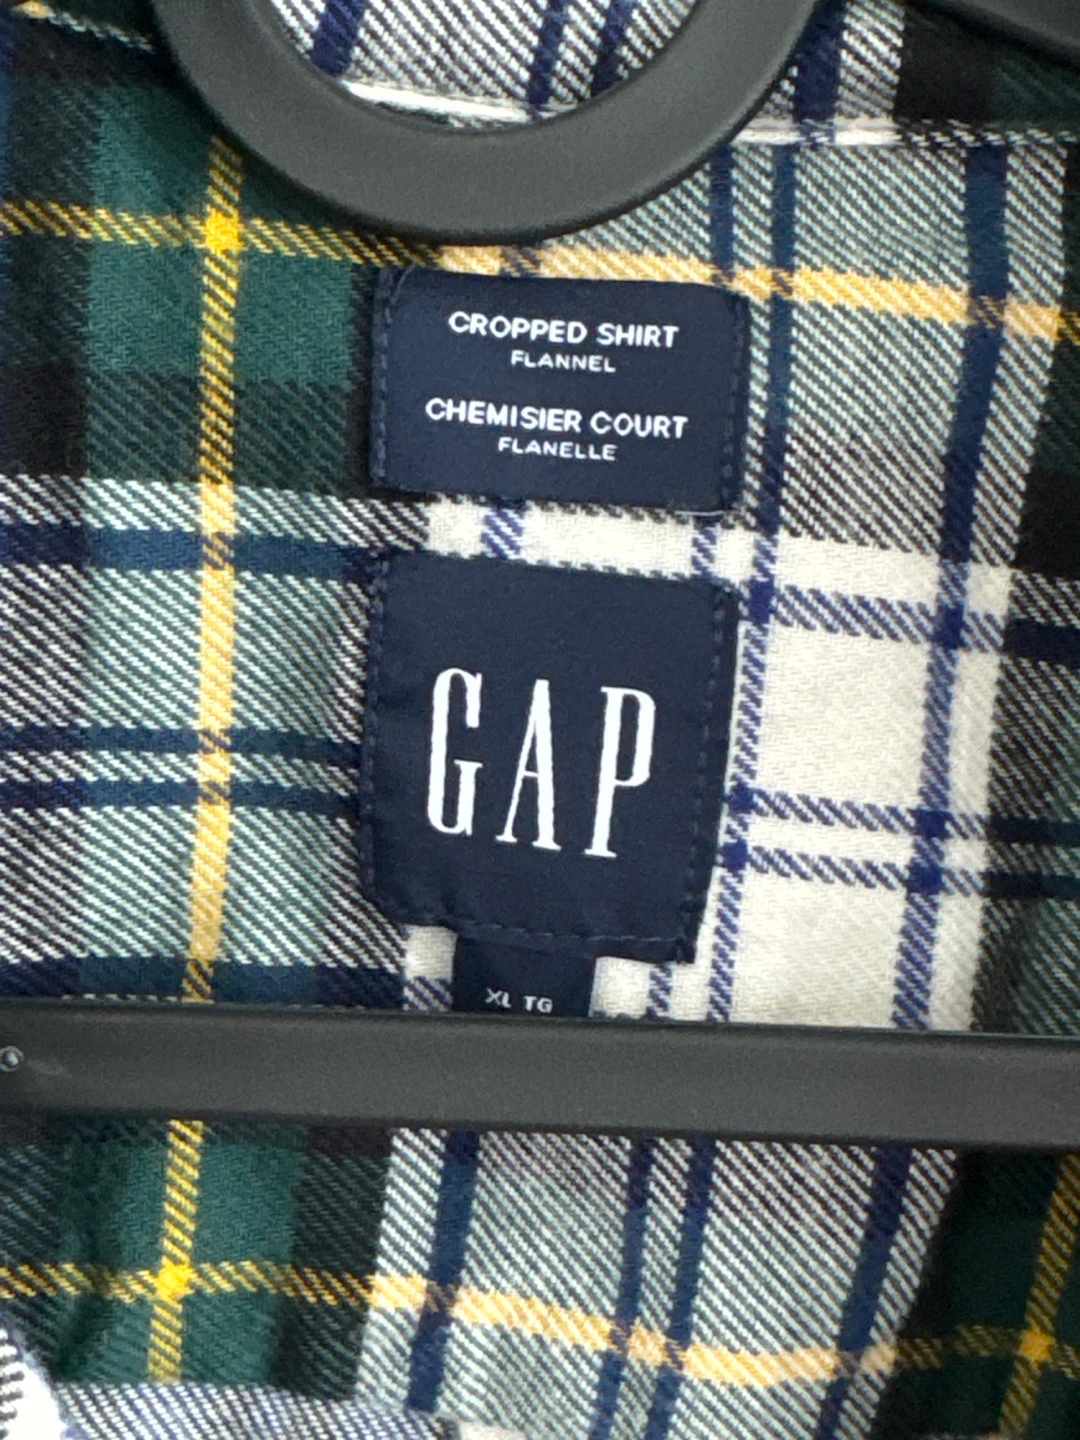 CROPPED SHIRT
FLANNEL
CHEMISIER COURT
FLANELLE
GAP
XL TG